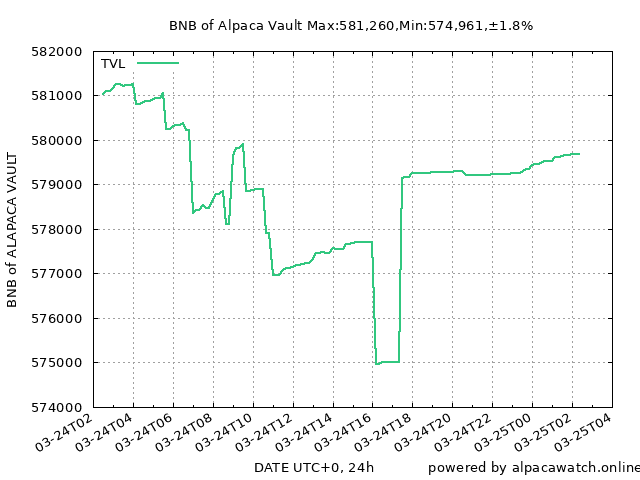 BNB of Alpaca Vault Max:581,260,Min:574,961,±1.8%
TVL
BNB of ALAPACA VAULT
582000
581000
580000
579000
578000
577000
576000
575000
574000
03-24T02
03-24T04
03-24T06
03-24T08
03-24T10
03-24T12
03-24T14
03-24T16
03-24T18
03-24T20
03-24T22
03-25T00
03-25T02
03-25T04
DATE UTC+0, 24h
powered by alpacawatch.online